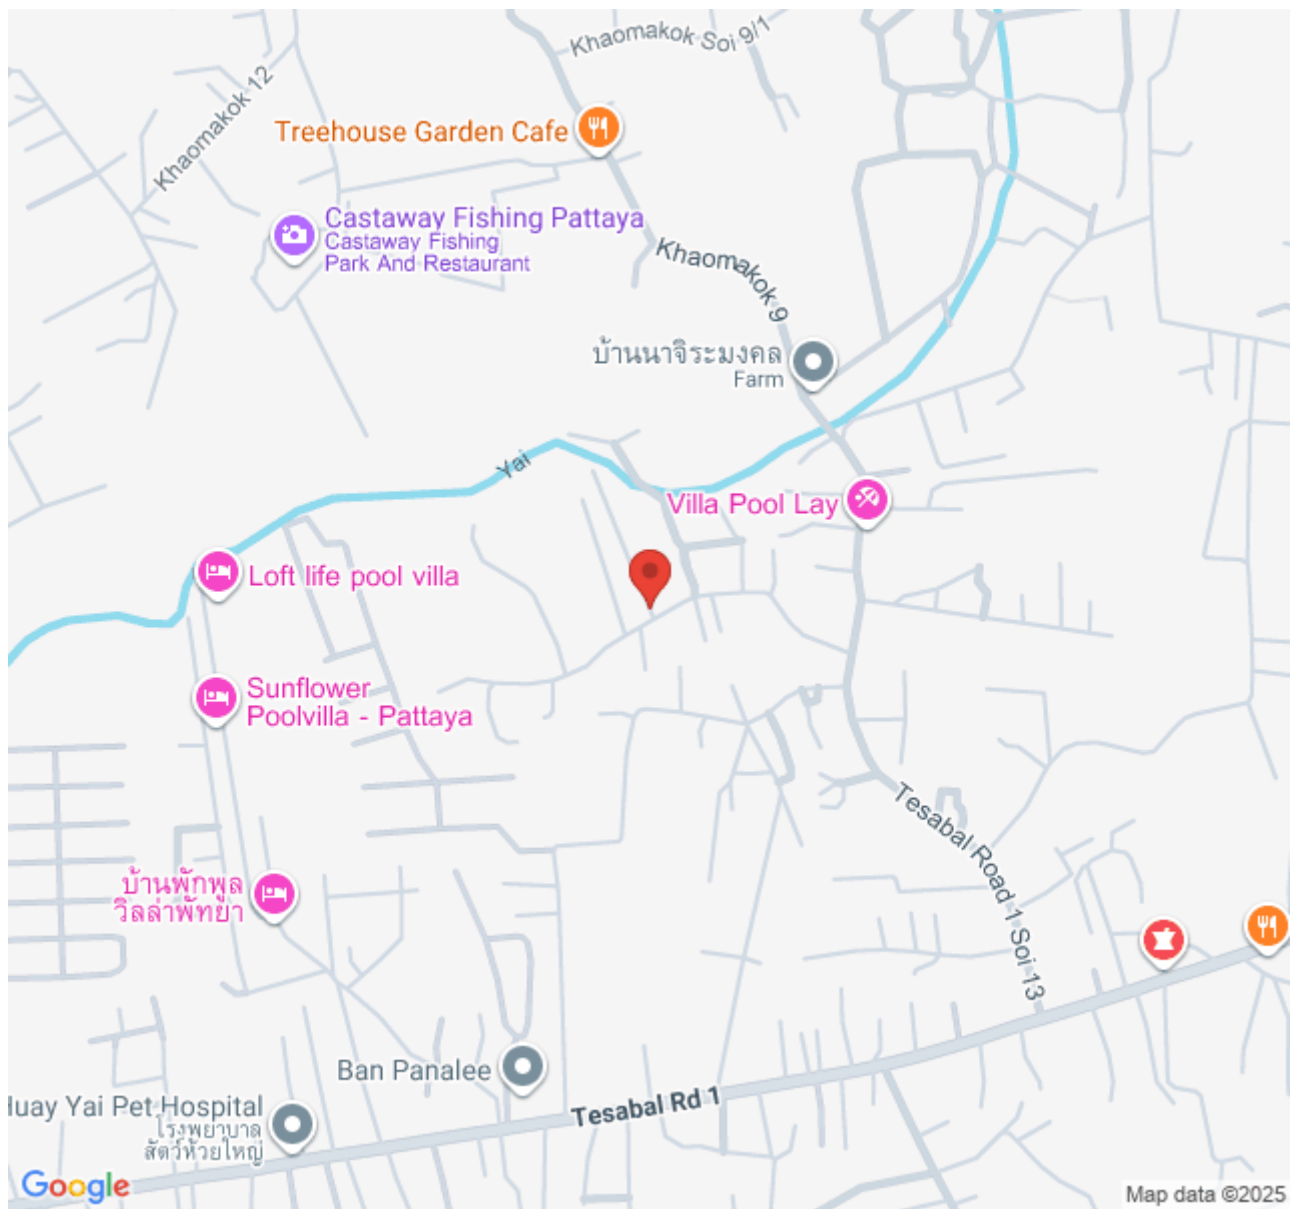 Khaomakok Soi 9/1
Khaomakok 12
Treehouse Garden Cafe
Castaway Fishing Pattaya
Castaway Fishing
Park And Restaurant
Khaomakok 9
บ้านนาจิระมงคล
Farm
Yai
Villa Pool Lay
Loft life pool villa
Sunflower
Poolvilla - Pattaya
Tesabal Road 1 Soi 13
บ้านพักพูล
วิลล่าพัทยา
Ban Panalee
Tesabal Rd 1
Huay Yai Pet Hospital
โรงพยาบาล
สัตว์ห้วยใหญ่
Google
Map data ©2025